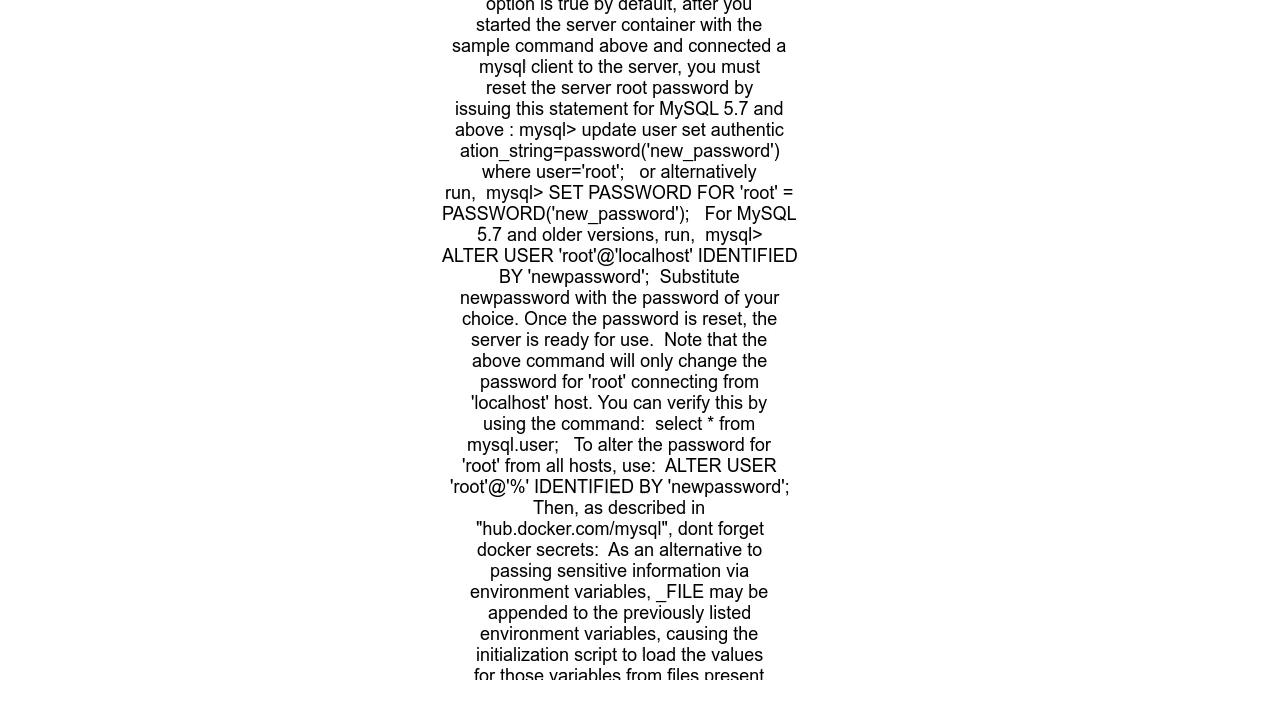 option is true by default, after you
started the server container with the
sample command above and connected a
mysql client to the server, you must
reset the server root password by
issuing this statement for MySQL 5.7 and
above : mysql> update user set authentic
ation_string=password('new_password')
where user='root';   or alternatively
run,  mysql> SET PASSWORD FOR 'root' =
PASSWORD('new_password');   For MySQL
5.7 and older versions, run,  mysql>
ALTER USER 'root'@'localhost' IDENTIFIED
BY 'newpassword';  Substitute
newpassword with the password of your
choice. Once the password is reset, the
server is ready for use.  Note that the
above command will only change the
password for 'root' connecting from
'localhost' host. You can verify this by
using the command:  select * from
mysql.user;   To alter the password for
'root' from all hosts, use:  ALTER USER
'root'@'%' IDENTIFIED BY 'newpassword';
Then, as described in
"hub.docker.com/mysql", dont forget
docker secrets:  As an alternative to
passing sensitive information via
environment variables, _FILE may be
appended to the previously listed
environment variables, causing the
initialization script to load the values
for those variables from files present